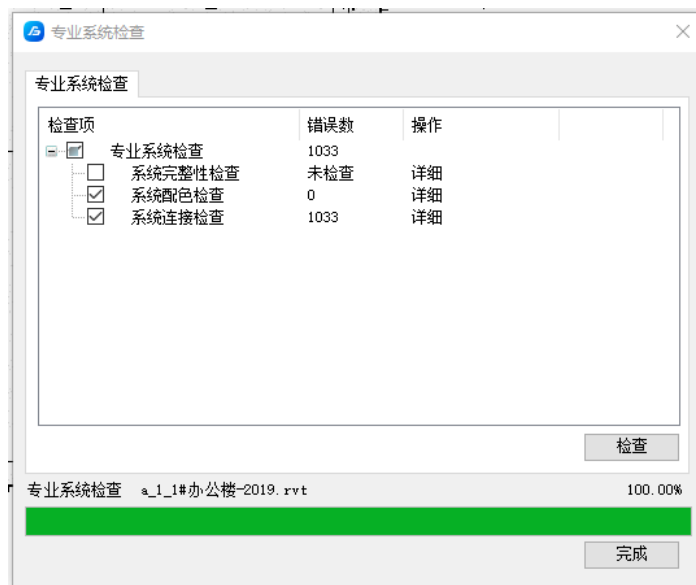 专业系统检查
专业系统检查
检查项 错误数 操作
专业系统检查 1033
系统完整性检查 未检查 详细
系统配色检查 0 详细
系统连接检查 1033 详细
检查
专业系统检查 a_1_1#办公楼-2019.rvt 100.00%
完成